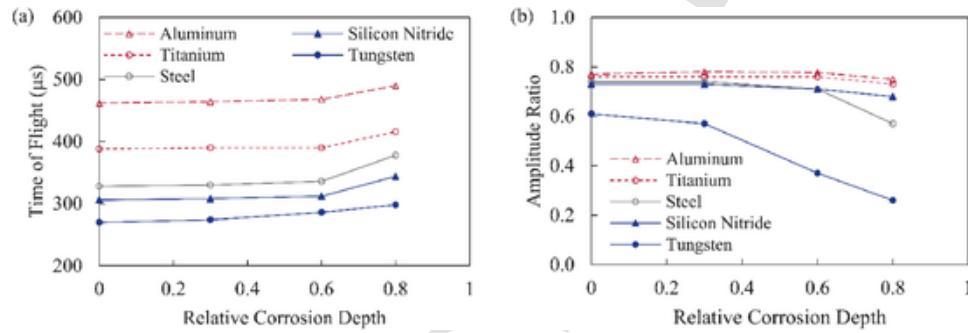 (a)
600
500
400
300
200
Time of Flight (μs)
Aluminum
Titanium
Steel
Silicon Nitride
Tungsten
0 0.2 0.4 0.6 0.8 1
Relative Corrosion Depth
(b)
1.0
0.8
0.6
0.4
0.2
0.0
Amplitude Ratio
Aluminum
Titanium
Steel
Silicon Nitride
Tungsten
0 0.2 0.4 0.6 0.8 1
Relative Corrosion Depth